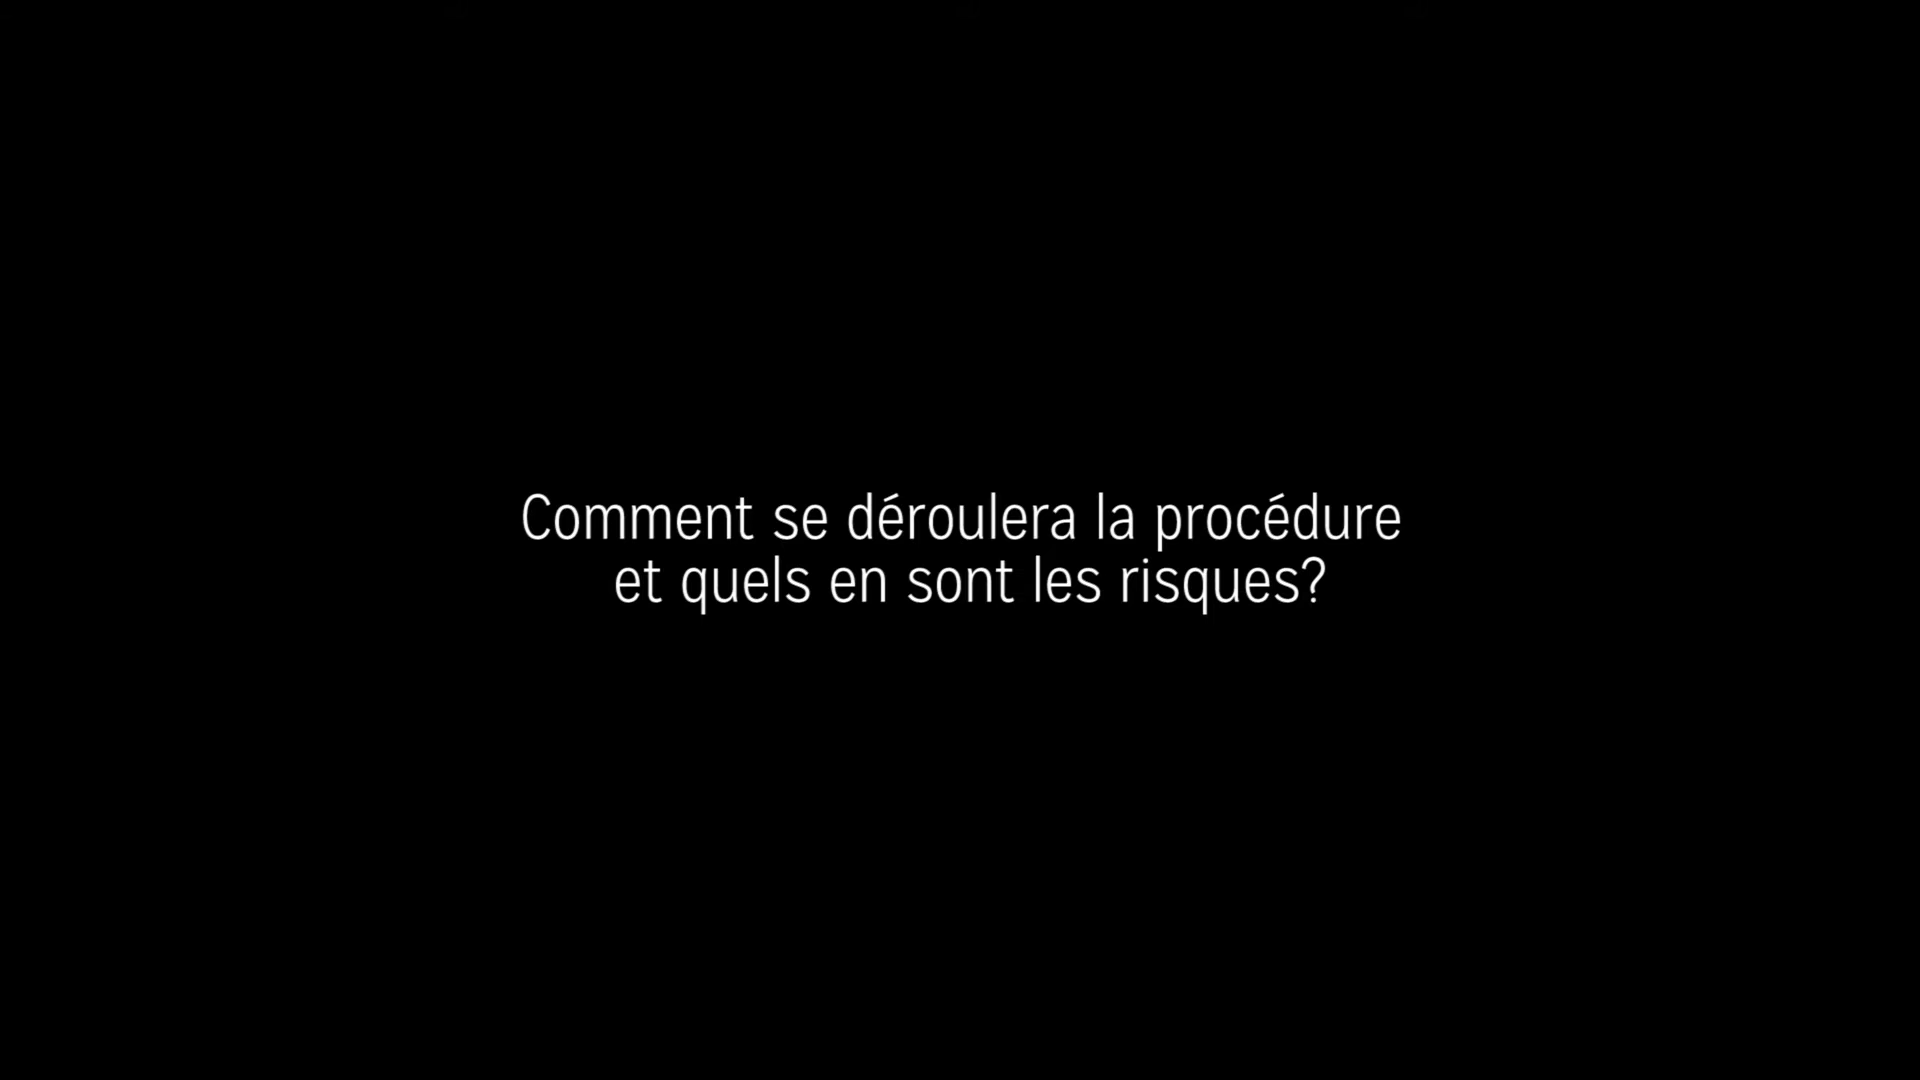 Comment se déroulera la procédure
et quels en sont les risques?